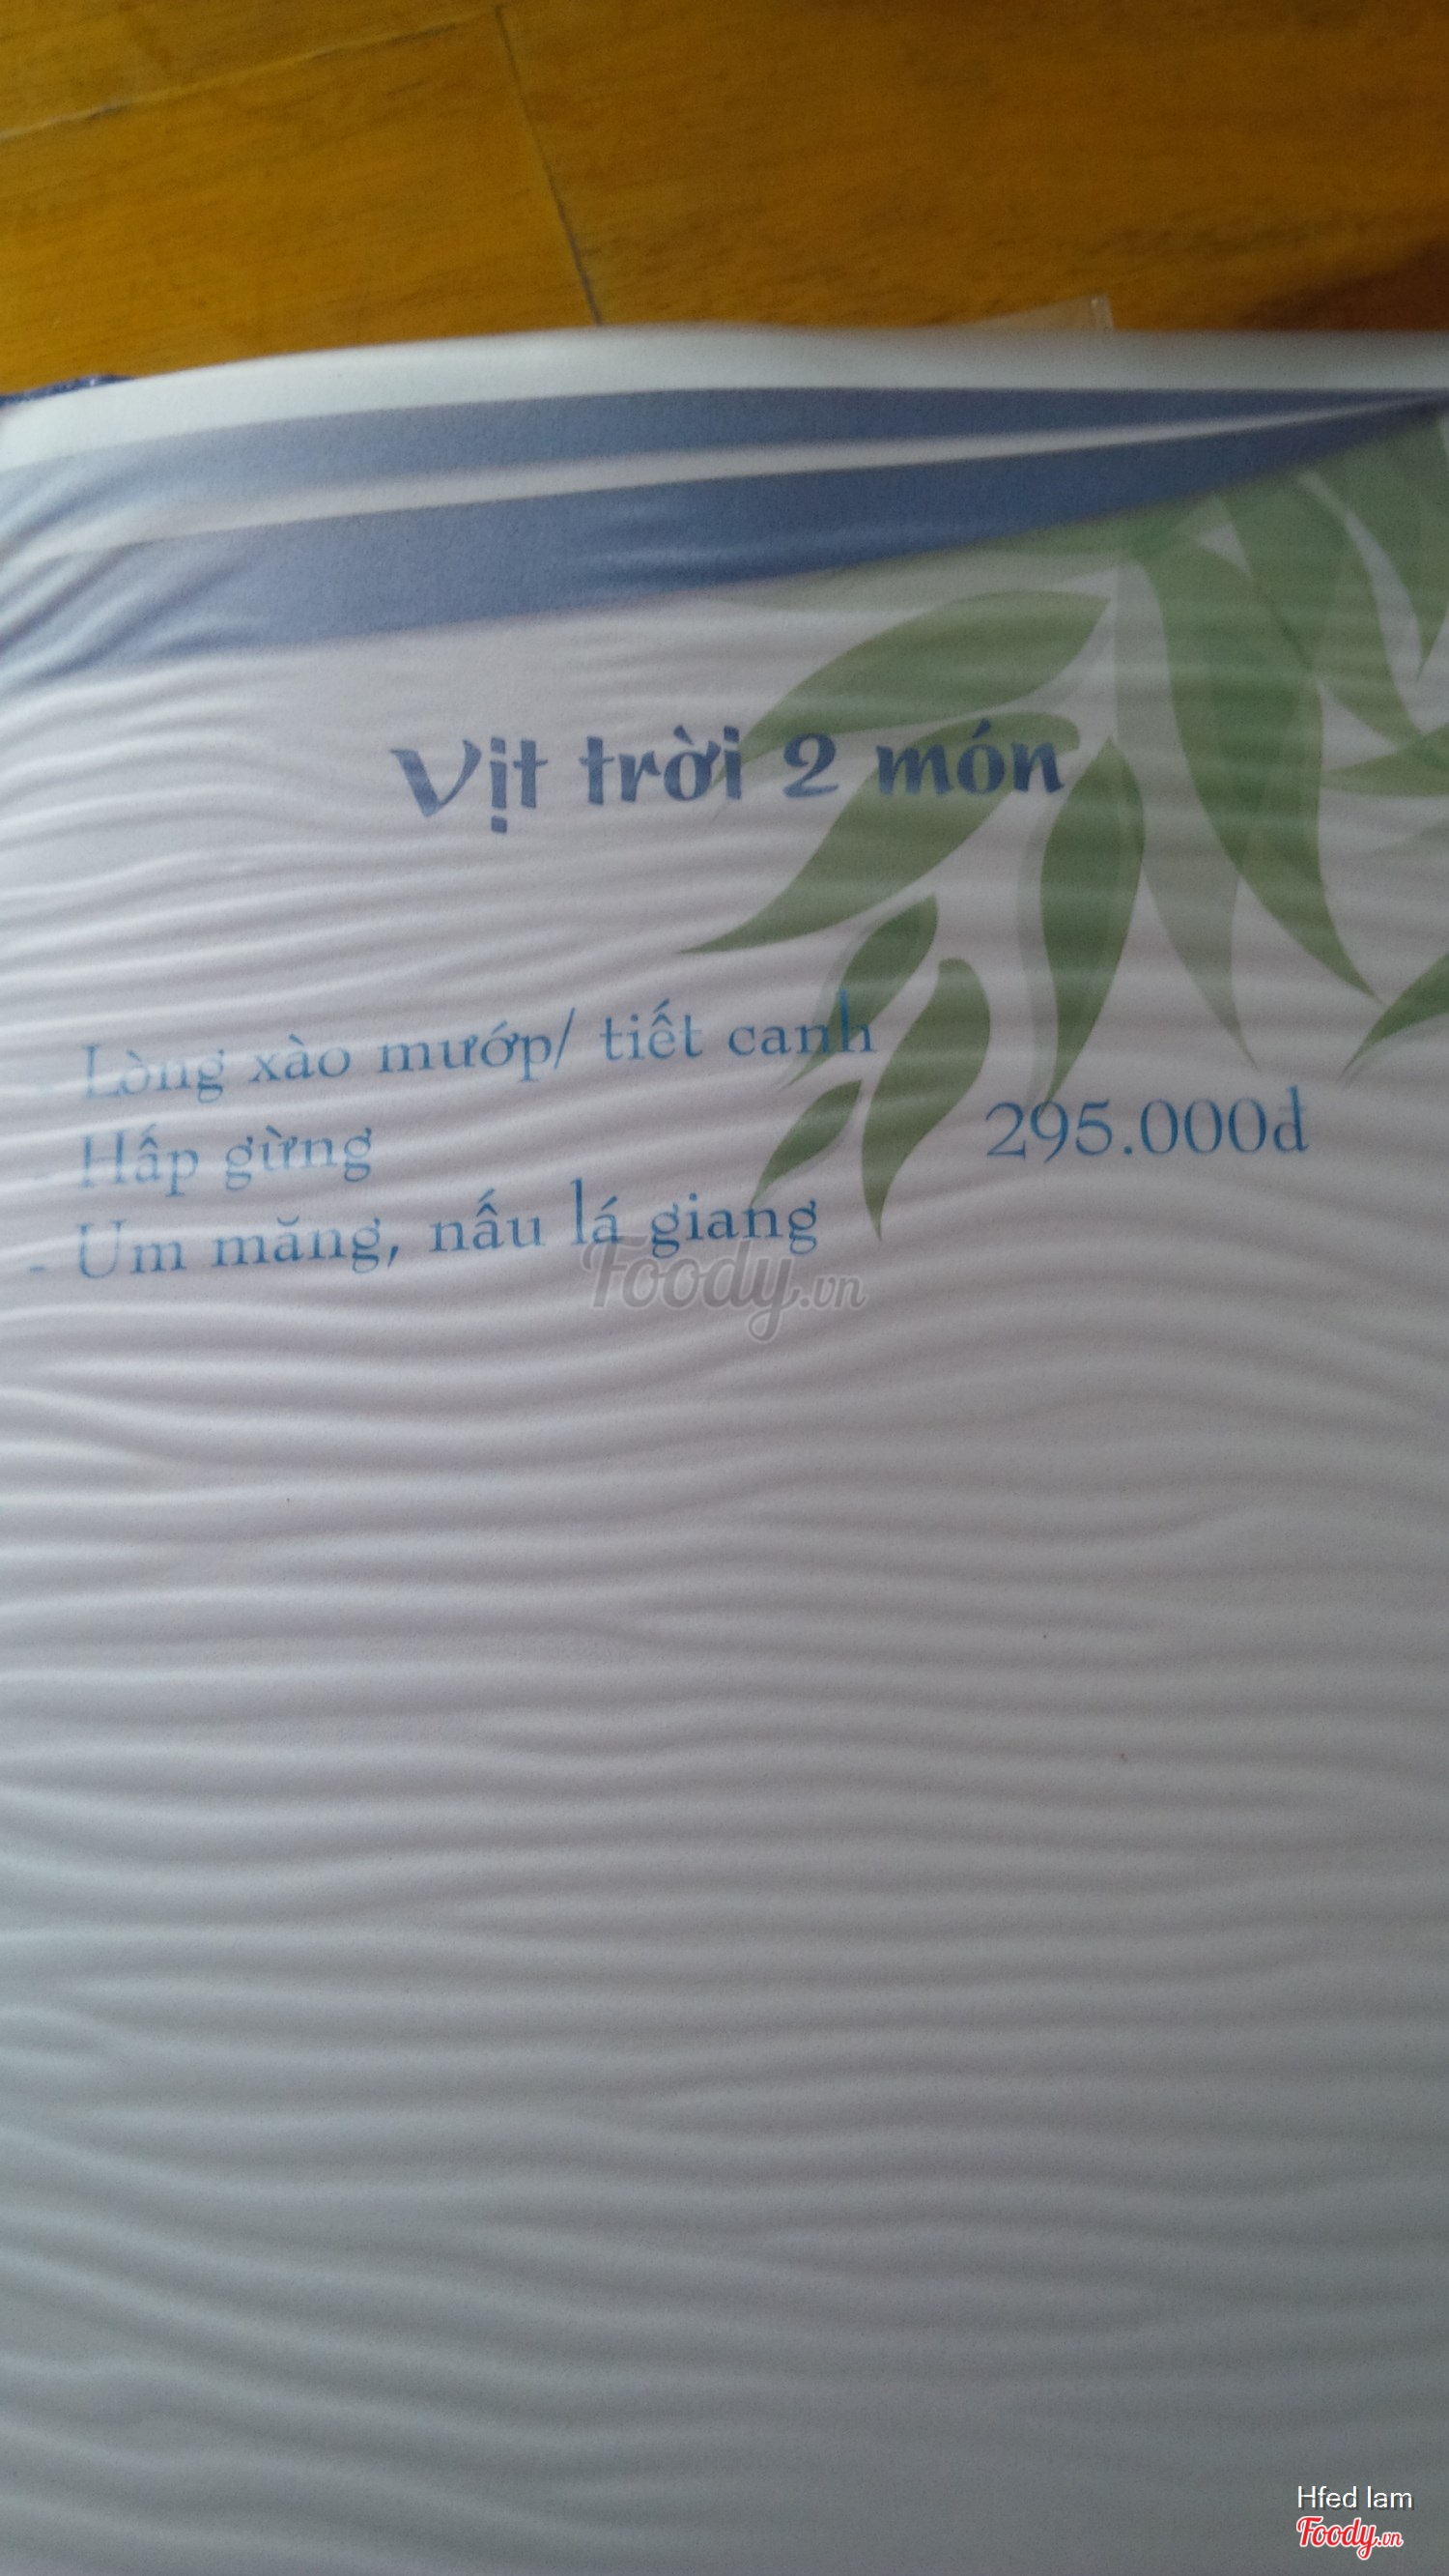 Vịt trời 2 món
- Lòng xào mướp/ tiết canh
- Hấp gừng
295.000đ
- Um măng, nấu lá giang
Foody.vn
Hfed lam
Foody.vn